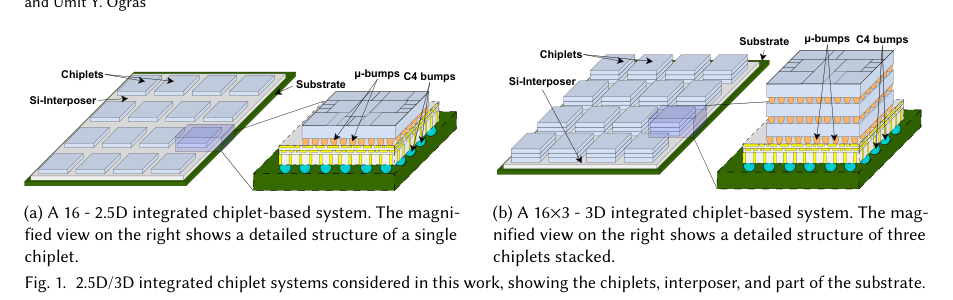 and Umit Y. Ogras
Chiplets
Si-Interposer
Substrate
μ-bumps
C4 bumps
Chiplets
Si-Interposer
Substrate
μ-bumps
C4 bumps
(a) A 16 - 2.5D integrated chiplet-based system. The magni-
fied view on the right shows a detailed structure of a single
chiplet.
(b) A 16×3 - 3D integrated chiplet-based system. The mag-
nified view on the right shows a detailed structure of three
chiplets stacked.
Fig. 1. 2.5D/3D integrated chiplet systems considered in this work, showing the chiplets, interposer, and part of the substrate.